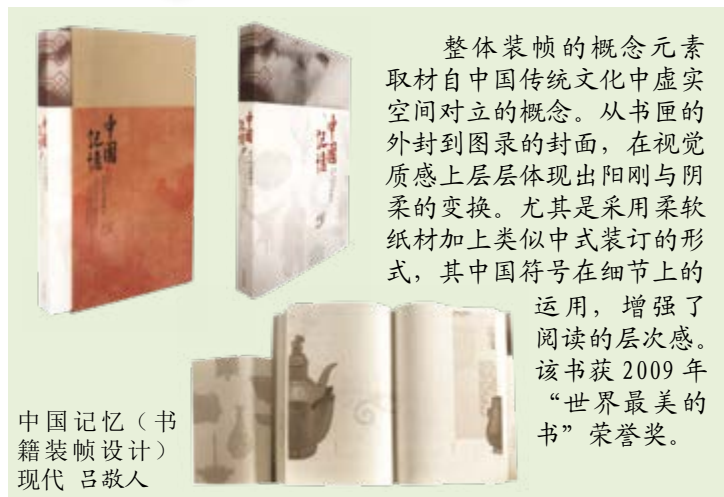 中国记忆
中国记忆
整体装帧的概念元素
取材自中国传统文化中虚实
空间对立的概念。从书匣的
外封到图录的封面，在视觉
质感上层层体现出阳刚与阴
柔的变换。尤其是采用柔软
纸材加上类似中式装订的形
式，其中国符号在细节上的
运用，增强了
阅读的层次感。
该书获 2009 年
“世界最美的
书”荣誉奖。
中国记忆（书
籍装帧设计）
现代 吕敬人